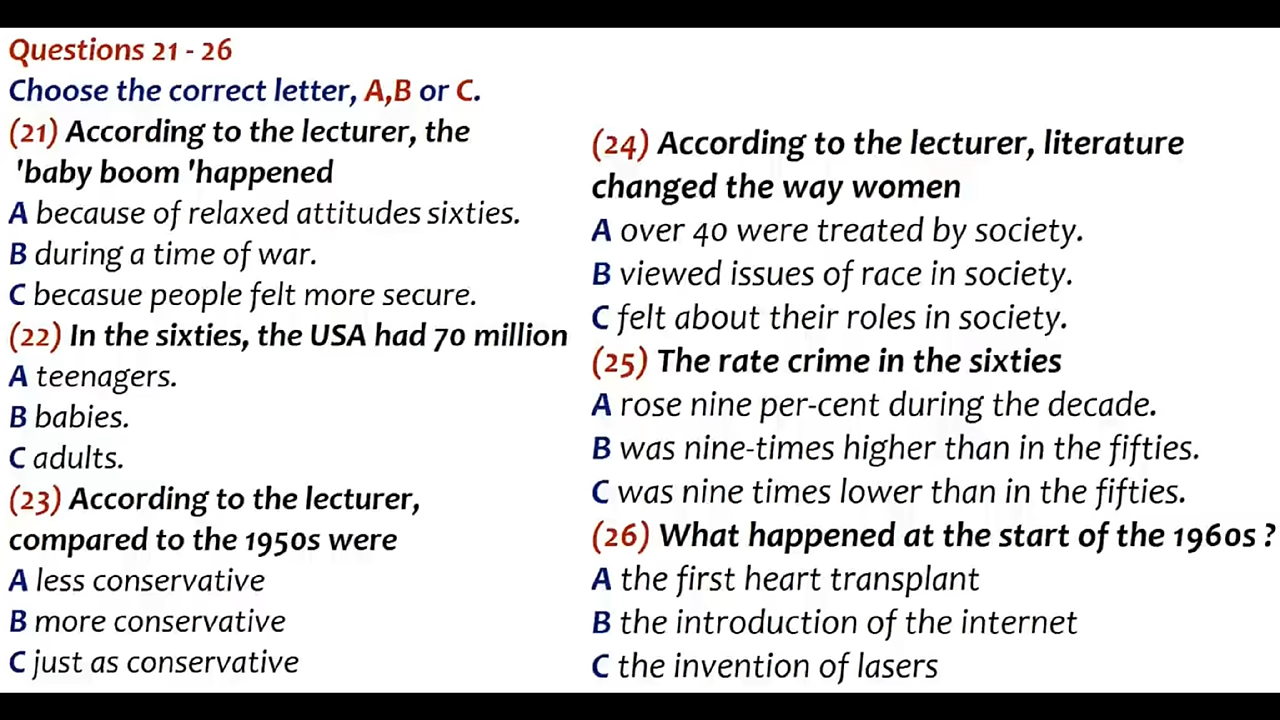 Questions 21 - 26
Choose the correct letter, A,B or C.
(21) According to the lecturer, the
'baby boom 'happened
A because of relaxed attitudes sixties.
B during a time of war.
C becasue people felt more secure.
(22) In the sixties, the USA had 70 million
A teenagers.
B babies.
C adults.
(23) According to the lecturer,
compared to the 1950s were
A less conservative
B more conservative
C just as conservative
(24) According to the lecturer, literature
changed the way women
A over 40 were treated by society.
B viewed issues of race in society.
C felt about their roles in society.
(25) The rate crime in the sixties
A rose nine per-cent during the decade.
B was nine-times higher than in the fifties.
C was nine times lower than in the fifties.
(26) What happened at the start of the 1960s ?
A the first heart transplant
B the introduction of the internet
C the invention of lasers